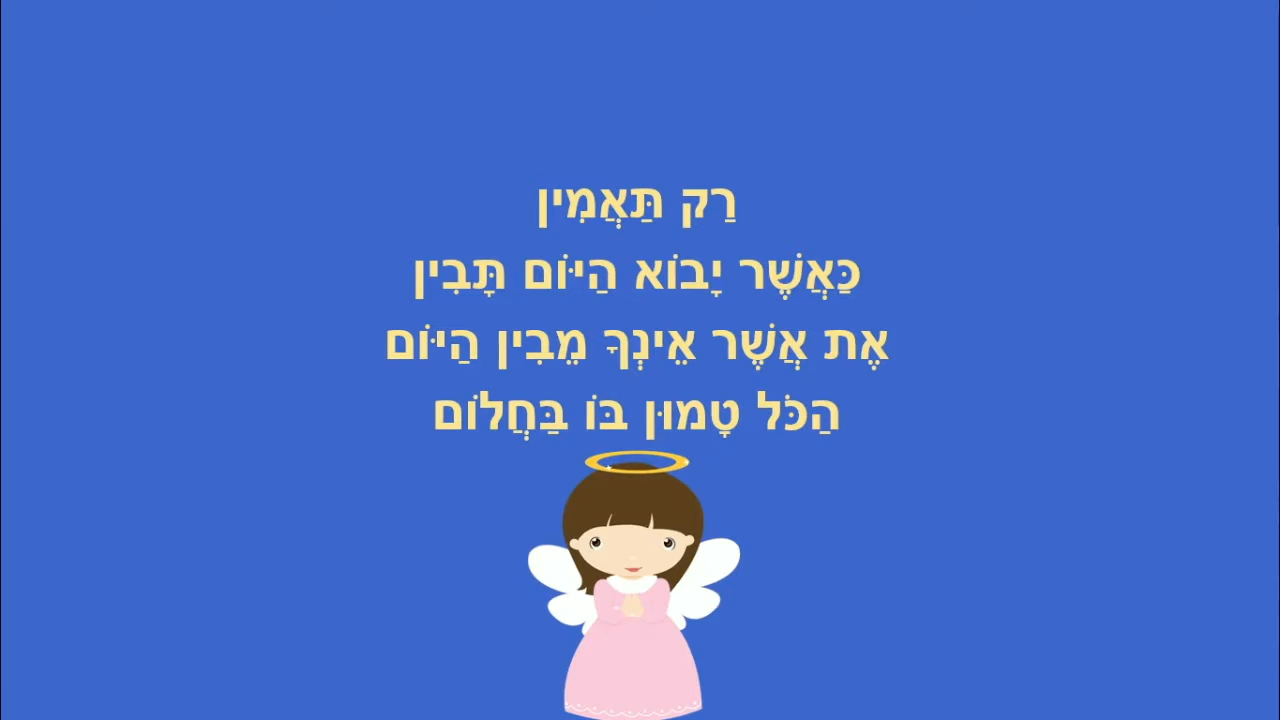 רַק תַּאֲמִין
כַּאֲשֶׁר יָבוֹא הַיּוֹם תָּבִין
אֶת אֲשֶׁר אֵינְךָ מֵבִין הַיּוֹם
הַכֹּל טָמוּן בּוֹ בַּחֲלוֹם